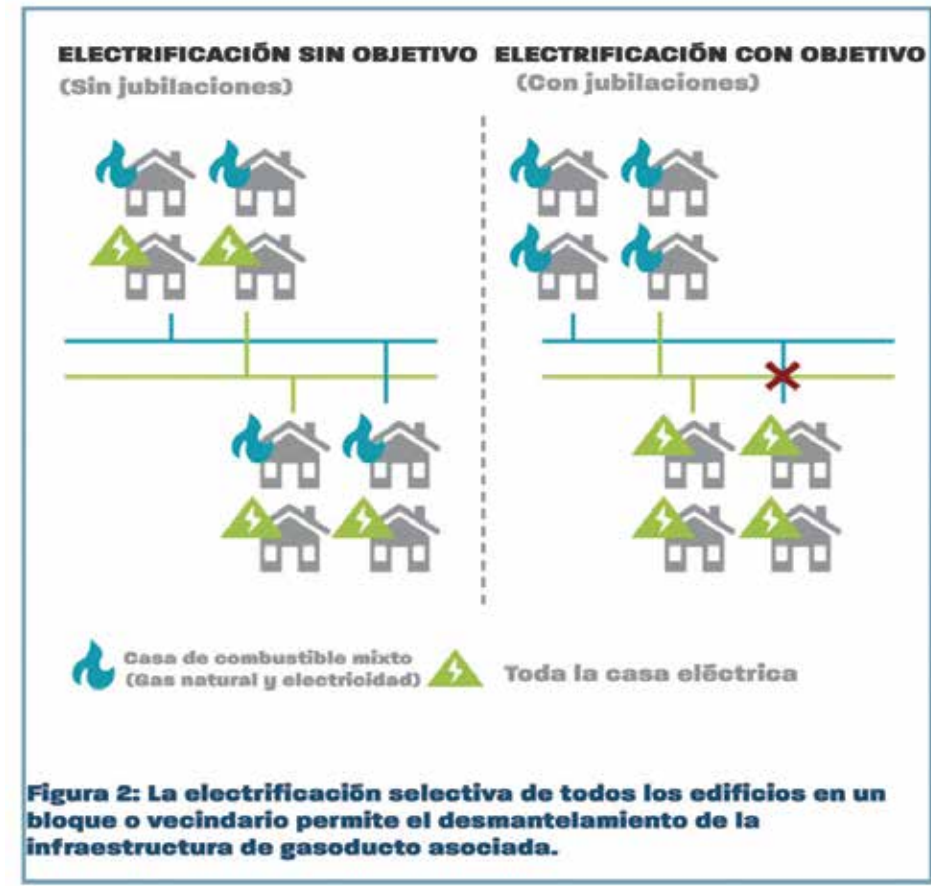 ELECTRIFICACIÓN SIN OBJETIVO
(Sin jubilaciones)
ELECTRIFICACIÓN CON OBJETIVO
(Con jubilaciones)
Casa de combustible mixto
(Gas natural y electricidad)
Toda la casa eléctrica
Figura 2: La electrificación selectiva de todos los edificios en un
bloque o vecindario permite el desmantelamiento de la
infraestructura de gasoducto asociada.